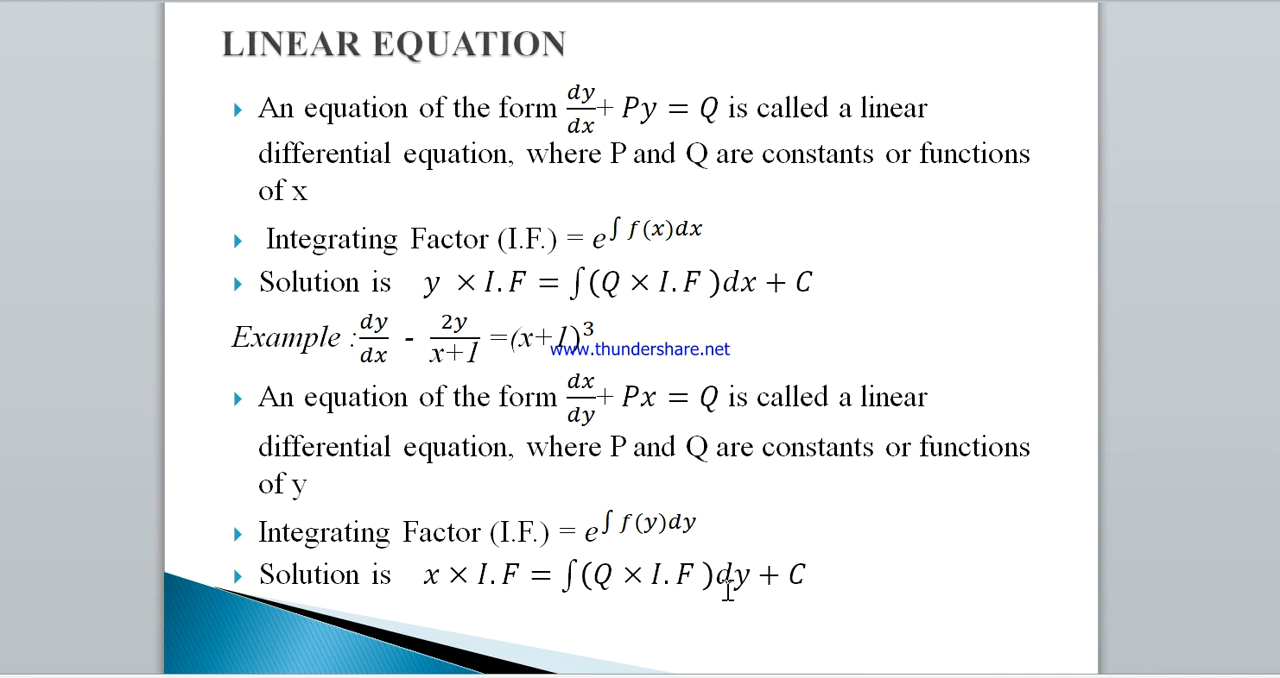 LINEAR EQUATION
An equation of the form dy/dx + Py = Q is called a linear
differential equation, where P and Q are constants or functions
of x
Integrating Factor (I.F.) = e^∫ f(x)dx
Solution is y × I.F = ∫(Q × I.F )dx + C
Example : dy/dx - 2y/x+1 =(x+1)^3
www.thundershare.net
An equation of the form dx/dy + Px = Q is called a linear
differential equation, where P and Q are constants or functions
of y
Integrating Factor (I.F.) = e^∫ f(y)dy
Solution is x × I.F = ∫(Q × I.F )dy + C